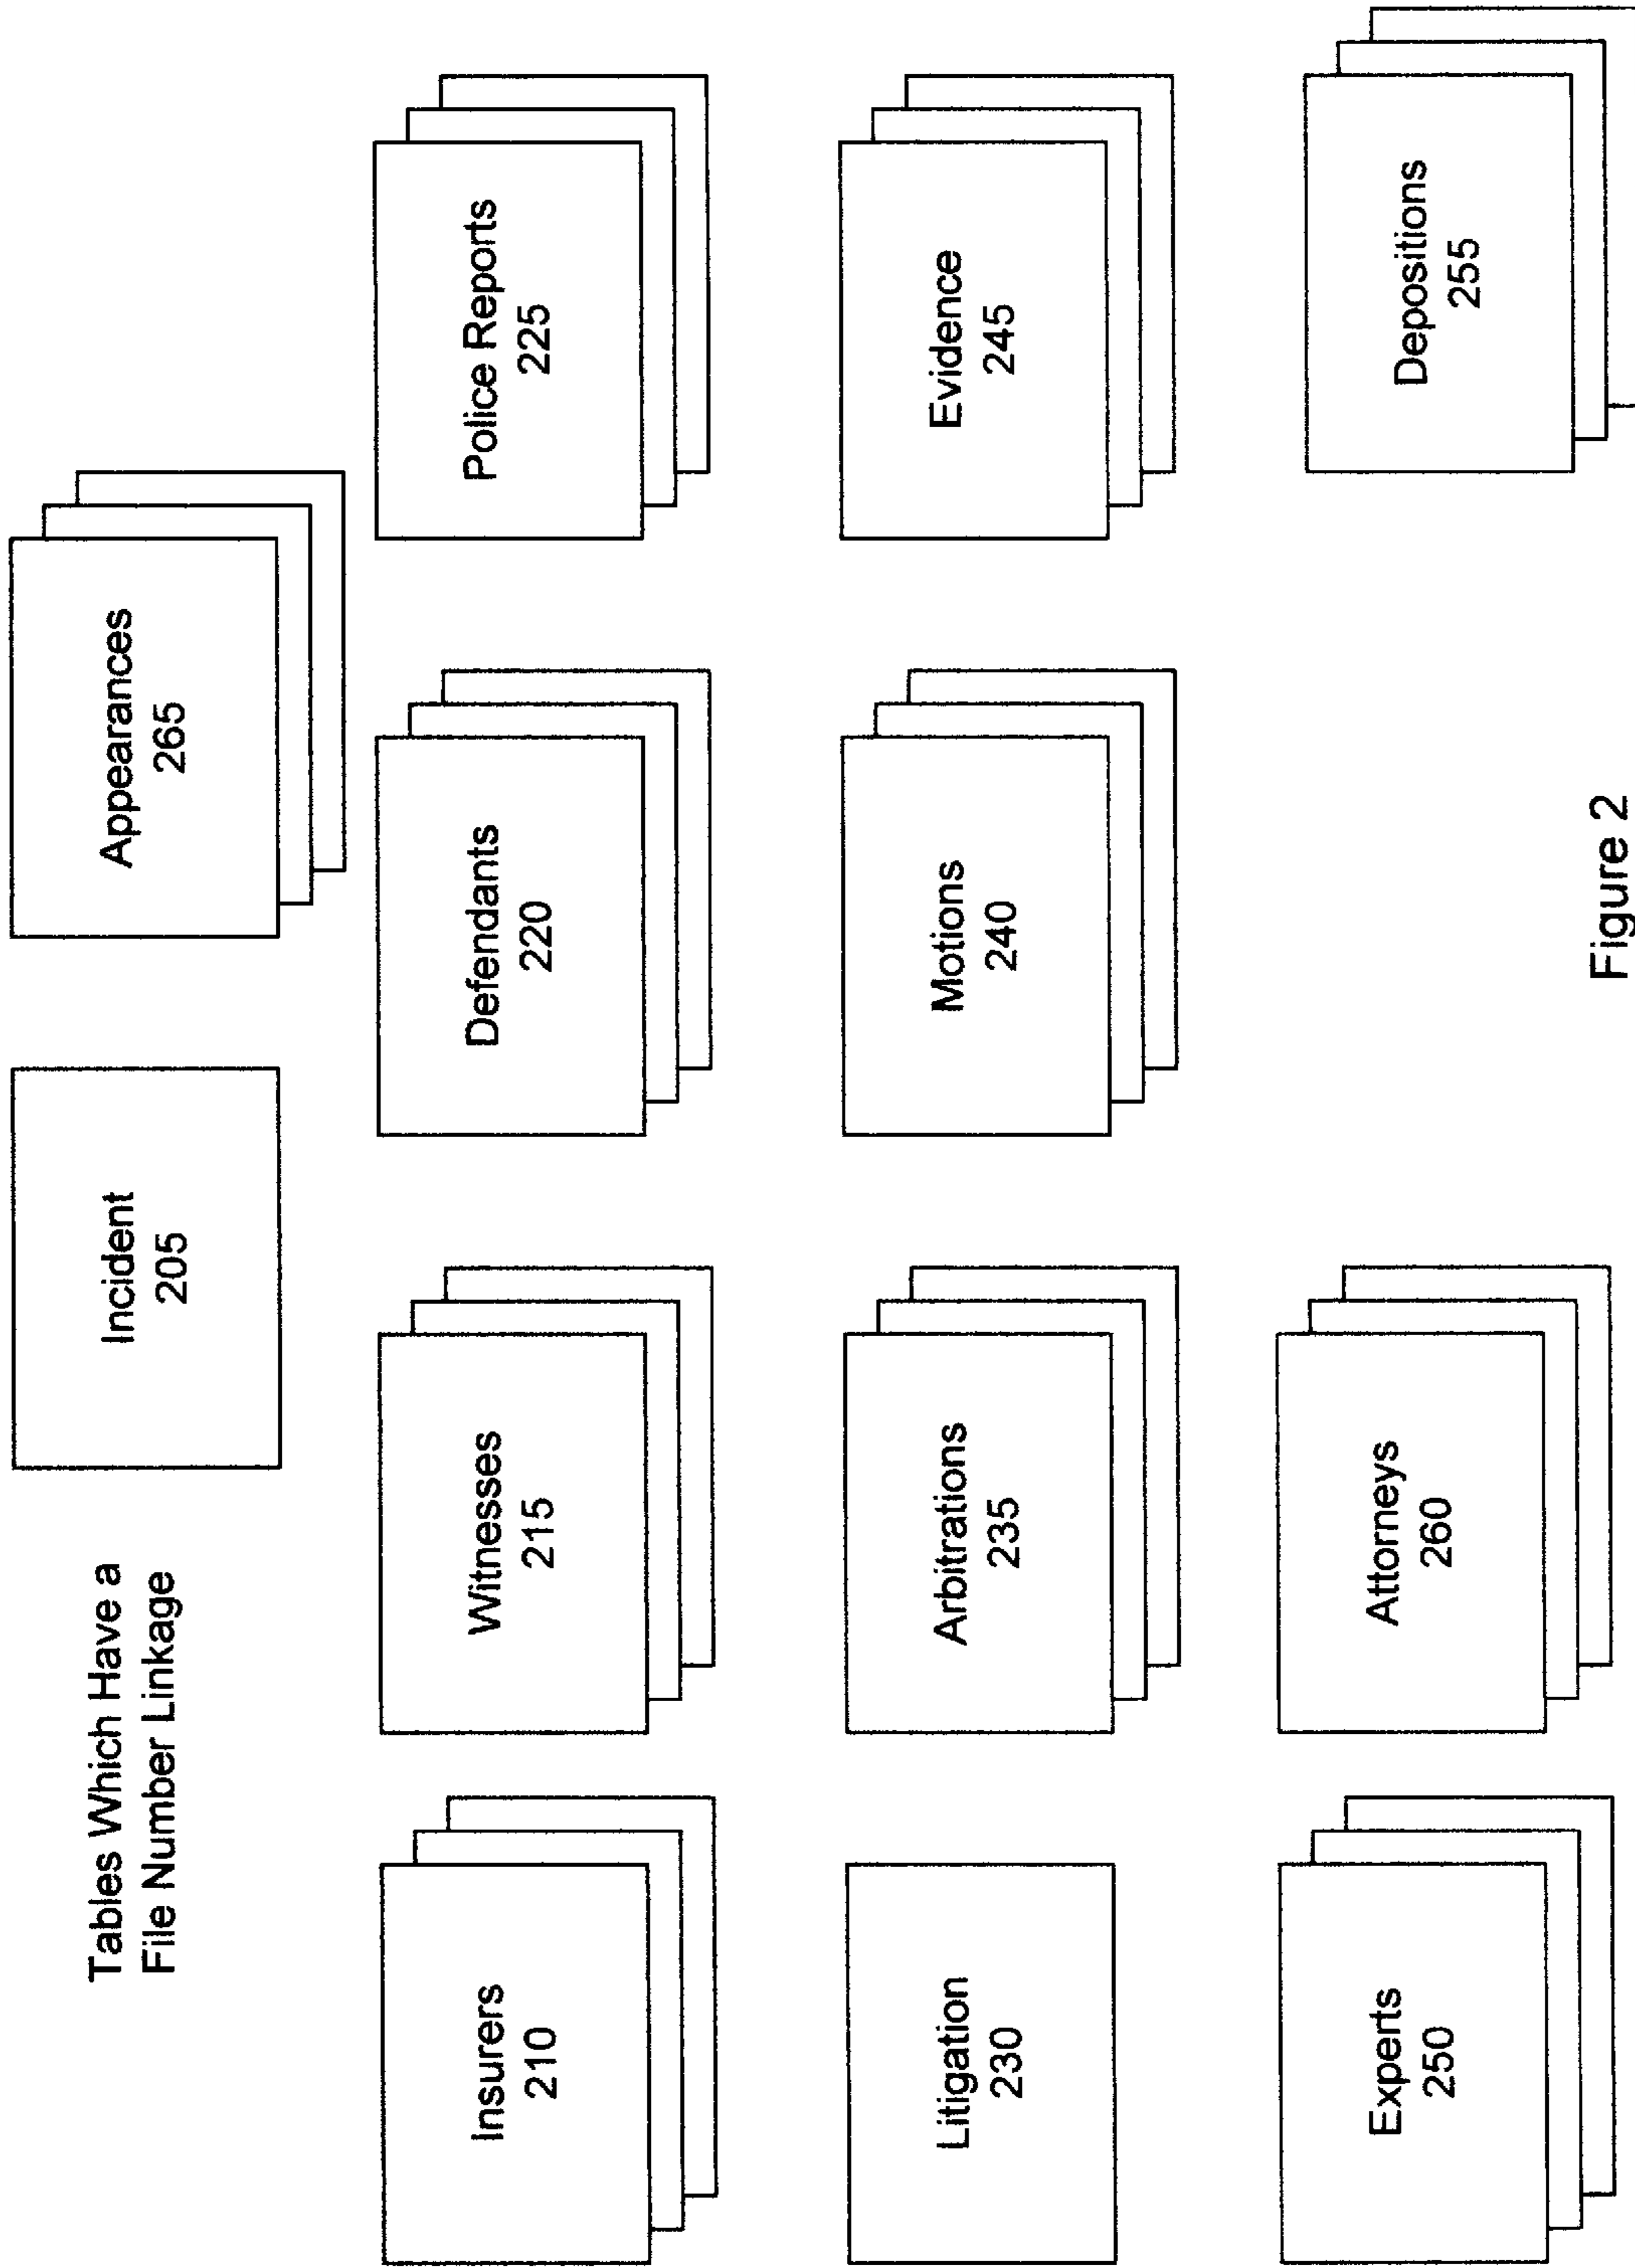 Tables Which Have a
File Number Linkage
Incident
205
Appearances
265
Insurers
210
Witnesses
215
Defendants
220
Police Reports
225
Litigation
230
Arbitrations
235
Motions
240
Evidence
245
Experts
250
Attorneys
260
Depositions
255
Figure 2